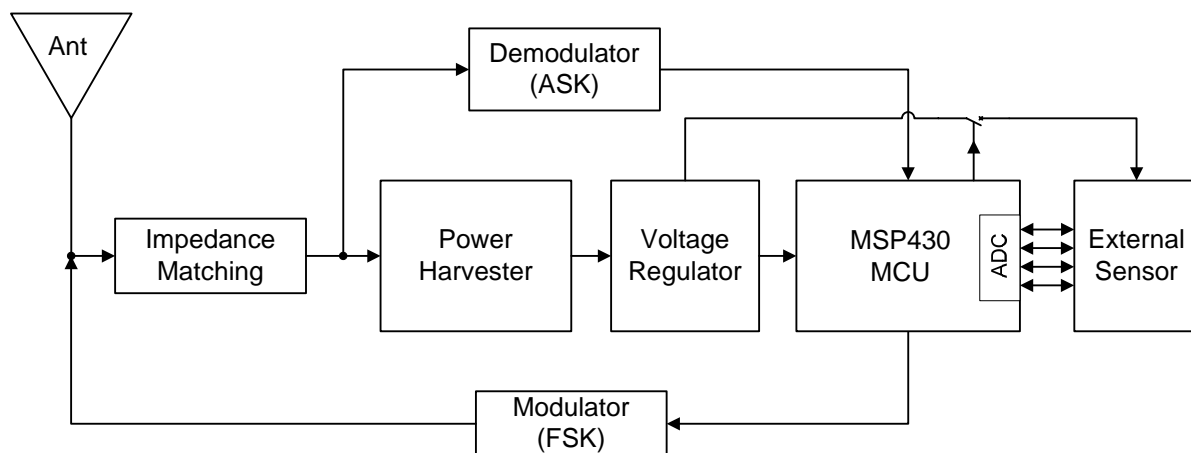 Ant
Demodulator
(ASK)
Impedance
Matching
Power
Harvester
Voltage
Regulator
MSP430
MCU
ADC
External
Sensor
Modulator
(FSK)